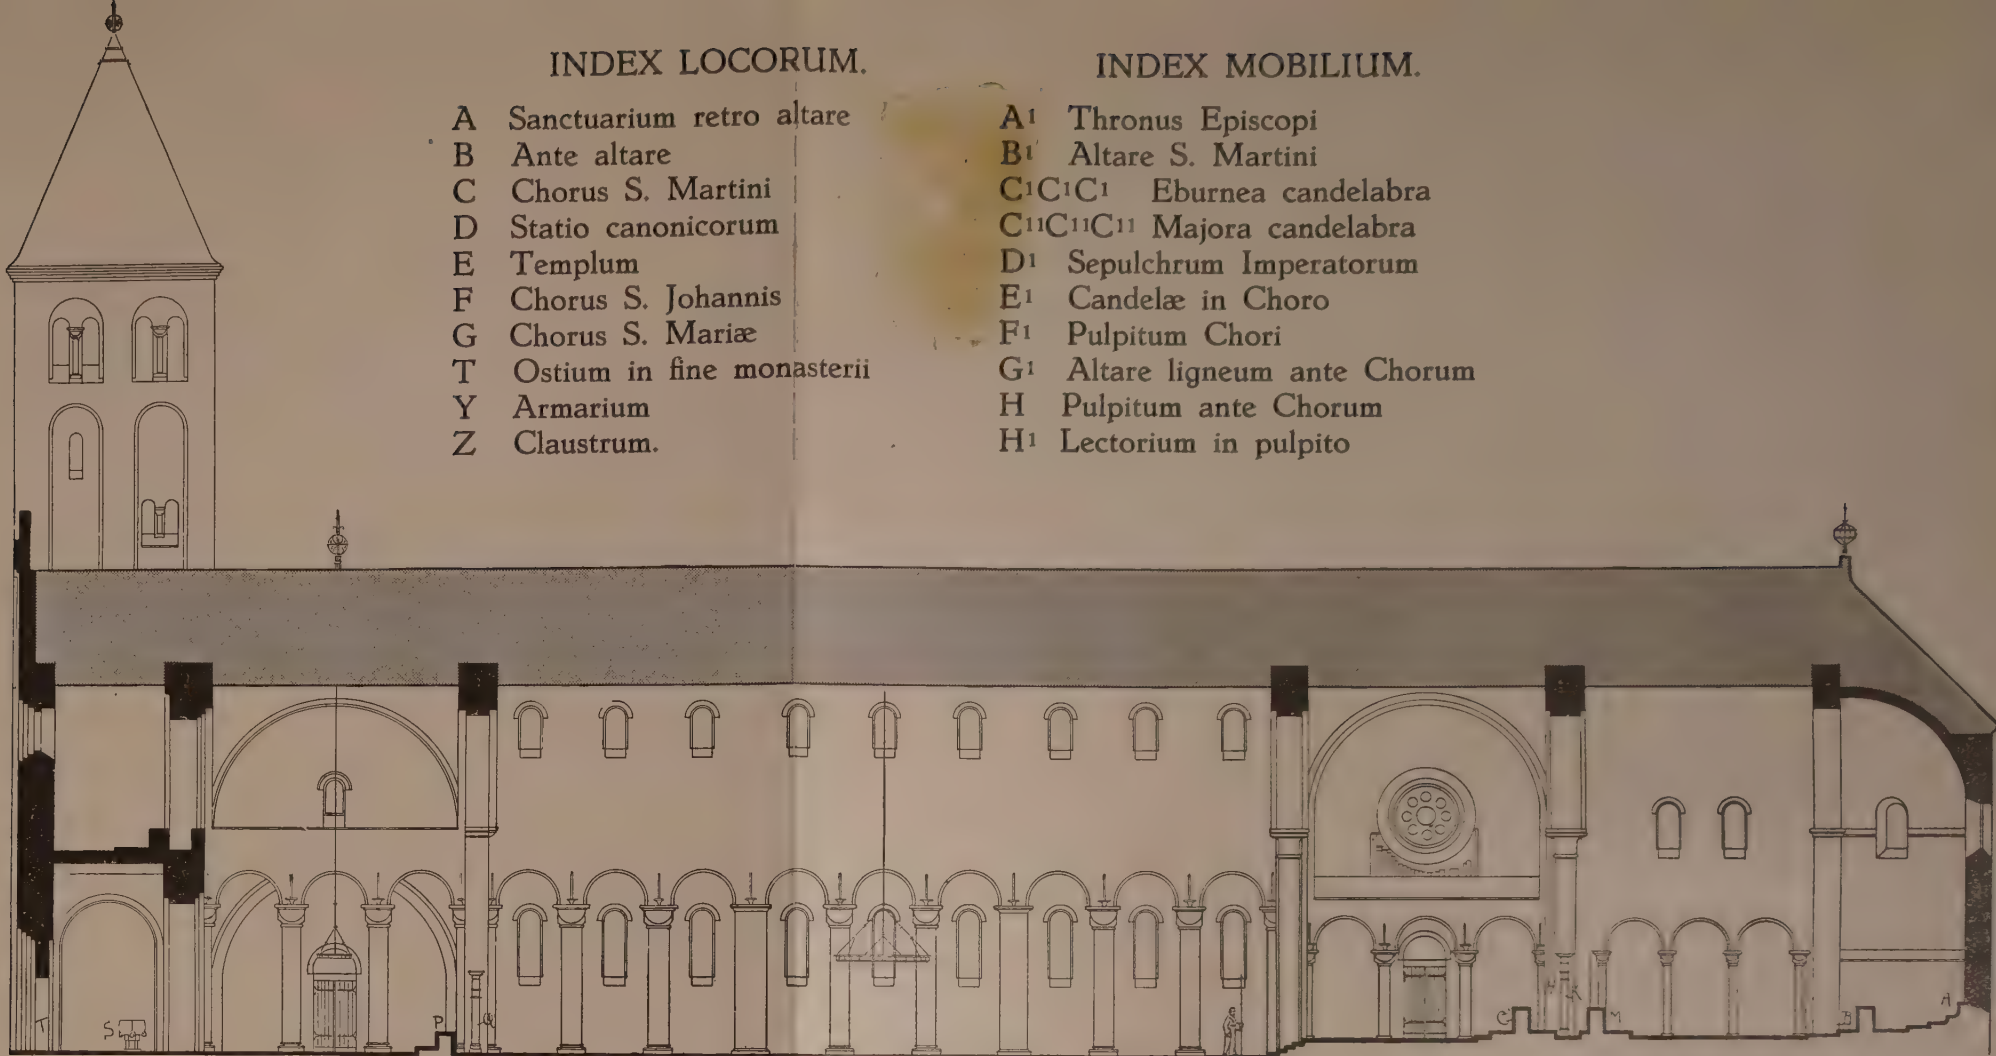 INDEX LOCORUM.
A Sanctuarium retro altare
B Ante altare
C Chorus S. Martini
D Statio canonicorum
E Templum
F Chorus S. Johannis
G Chorus S. Mariæ
T Ostium in fine monasterii
Y Armarium
Z Claustrum.
INDEX MOBILIUM.
A¹ Thronus Episcopi
B¹ Altare S. Martini
C¹C¹C¹ Eburnea candelabra
C¹¹C¹¹C¹¹ Majora candelabra
D¹ Sepulchrum Imperatorum
E¹ Candelæ in Choro
F¹ Pulpitum Chori
G¹ Altare ligneum ante Chorum
H Pulpitum ante Chorum
H¹ Lectorium in pulpito
T S P Q G H K M B A